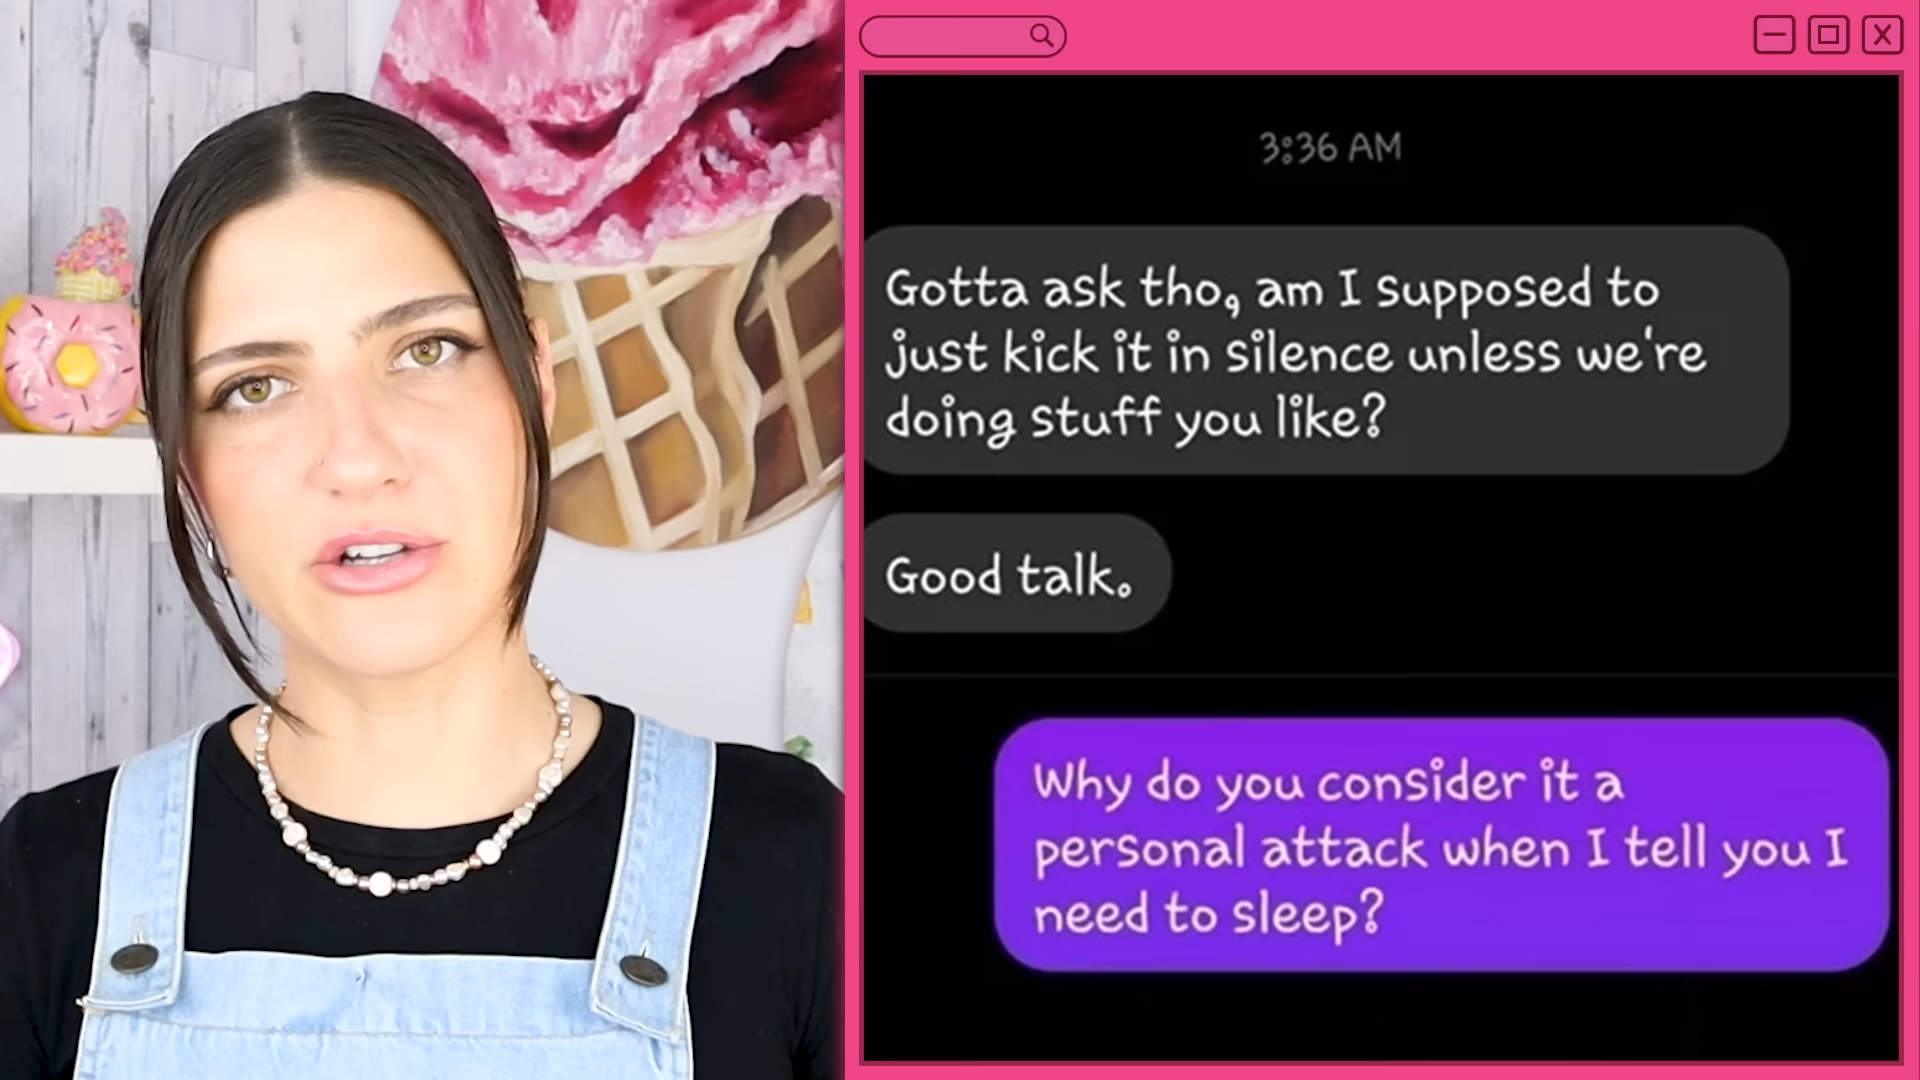 3:36 AM
Gotta ask tho, am I supposed to
just kick it in silence unless we're
doing stuff you like?
Good talk.
Why do you consider it a
personal attack when I tell you I
need to sleep?